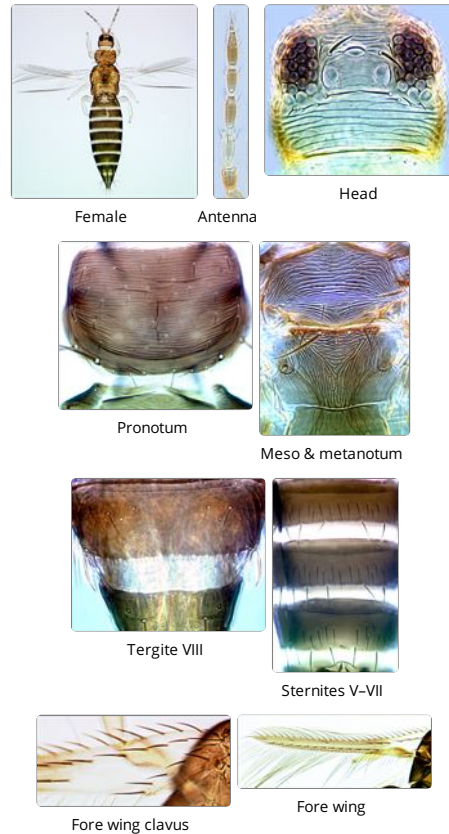 Female
Antenna
Head
Pronotum
Meso & metanotum
Tergite VIII
Sternites V–VII
Fore wing clavus
Fore wing